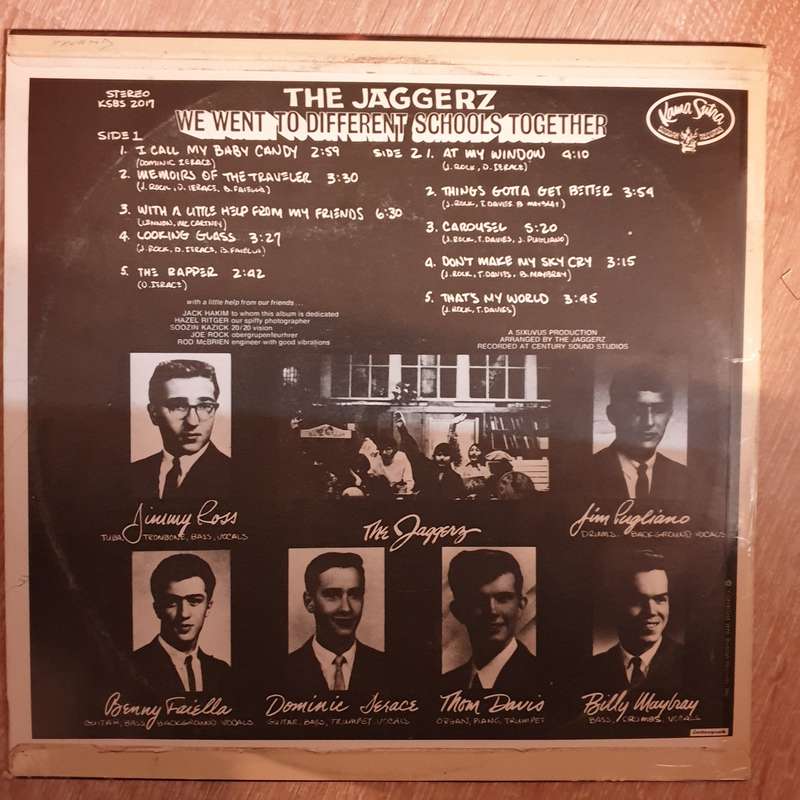 STEREO
KSBS 2017
THE JAGGERZ
WE WENT TO DIFFERENT SCHOOLS TOGETHER
Kama Sutra
SIDE 1
1. I CALL MY BABY CANDY 2:59
(DOMINIC IERACE)
2. MEMOIRS OF THE TRAVELER 3:30
(J. ROCK, D. IERACE, B. FAIELLA)
3. WITH A LITTLE HELP FROM MY FRIENDS 6:30
(LENNON, MC CARTNEY)
4. LOOKING GLASS 3:27
(J. ROCK, D. IERACE, B. FAIELLA)
5. THE RAPPER 2:42
(D. IERACE)
SIDE 2
1. AT MY WINDOW 4:10
(J. ROCK, D. IERACE)
2. THINGS GOTTA GET BETTER 3:54
(J. ROCK, T. DAVIES B. MAYBRAY)
3. CAROUSEL 5:20
(J. ROCK, T. DAVIES, J. PUGLIANO)
4. DON'T MAKE MY SKY CRY 3:15
(J. ROCK, T. DAVIES, B. MAYBRAY)
5. THAT'S MY WORLD 3:45
(J. ROCK, T. DAVIES)
with a little help from our friends ...
JACK HAKIM to whom this album is dedicated
HAZEL RITGER our spiffy photographer
SOOZIN KAZICK 20/20 vision
JOE ROCK obergrupenfeurhrer
ROD McBRIEN engineer with good vibrations
A SIXUVUS PRODUCTION
ARRANGED BY THE JAGGERZ
RECORDED AT CENTURY SOUND STUDIOS
Jimmy Ross
TUBA, TROMBONE, BASS, VOCALS
The Jaggerz
Jim Pugliano
DRUMS, BACKGROUND VOCALS
Benny Faiella
GUITAR, BASS, BACKGROUND VOCALS
Dominic Ierace
GUITAR, BASS, TRUMPET, VOCALS
Thom Davis
ORGAN, PIANO, TRUMPET
Billy Maybray
BASS, DRUMS, VOCALS